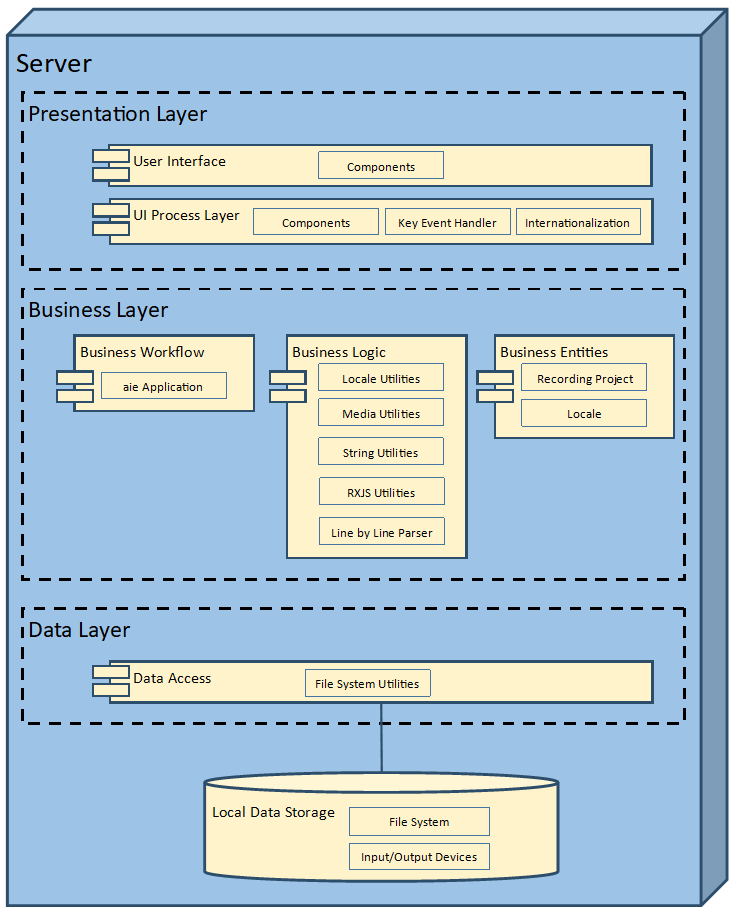 Server
Presentation Layer
User Interface
Components
UI Process Layer
Components
Key Event Handler
Internationalization
Business Layer
Business Workflow
aie Application
Business Logic
Locale Utilities
Media Utilities
String Utilities
RXJS Utilities
Line by Line Parser
Business Entities
Recording Project
Locale
Data Layer
Data Access
File System Utilities
Local Data Storage
File System
Input/Output Devices